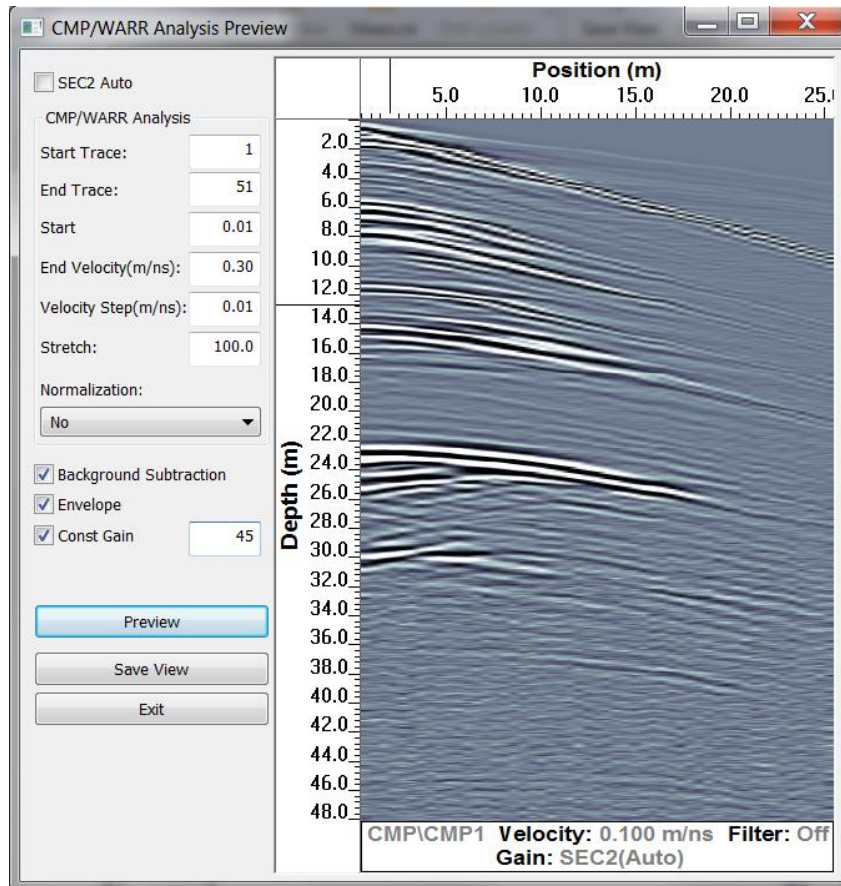 CMP/WARR Analysis Preview
SEC2 Auto
CMP/WARR Analysis
Start Trace: 1
End Trace: 51
Start 0.01
End Velocity(m/ns): 0.30
Velocity Step(m/ns): 0.01
Stretch: 100.0
Normalization:
No
Background Subtraction
Envelope
Const Gain 45
Preview
Save View
Exit
Position (m)
5.0 10.0 15.0 20.0 25.
Depth (m)
2.0
4.0
6.0
8.0
10.0
12.0
14.0
16.0
18.0
20.0
22.0
24.0
26.0
28.0
30.0
32.0
34.0
36.0
38.0
40.0
42.0
44.0
46.0
48.0
CMP\CMP1 Velocity: 0.100 m/ns Filter: Off
Gain: SEC2(Auto)